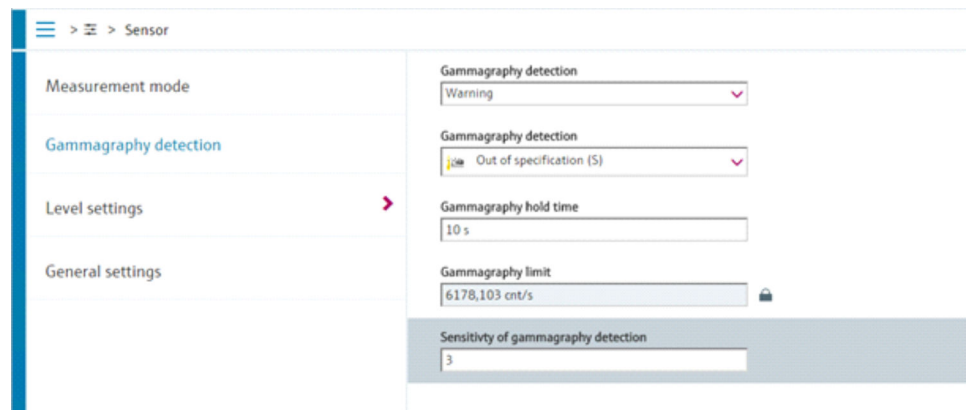 > > Sensor
Measurement mode
Gammagraphy detection
Level settings
General settings
Gammagraphy detection
Warning
Gammagraphy detection
Out of specification (S)
Gammagraphy hold time
10 s
Gammagraphy limit
6178,103 cnt/s
Sensitivty of gammagraphy detection
3